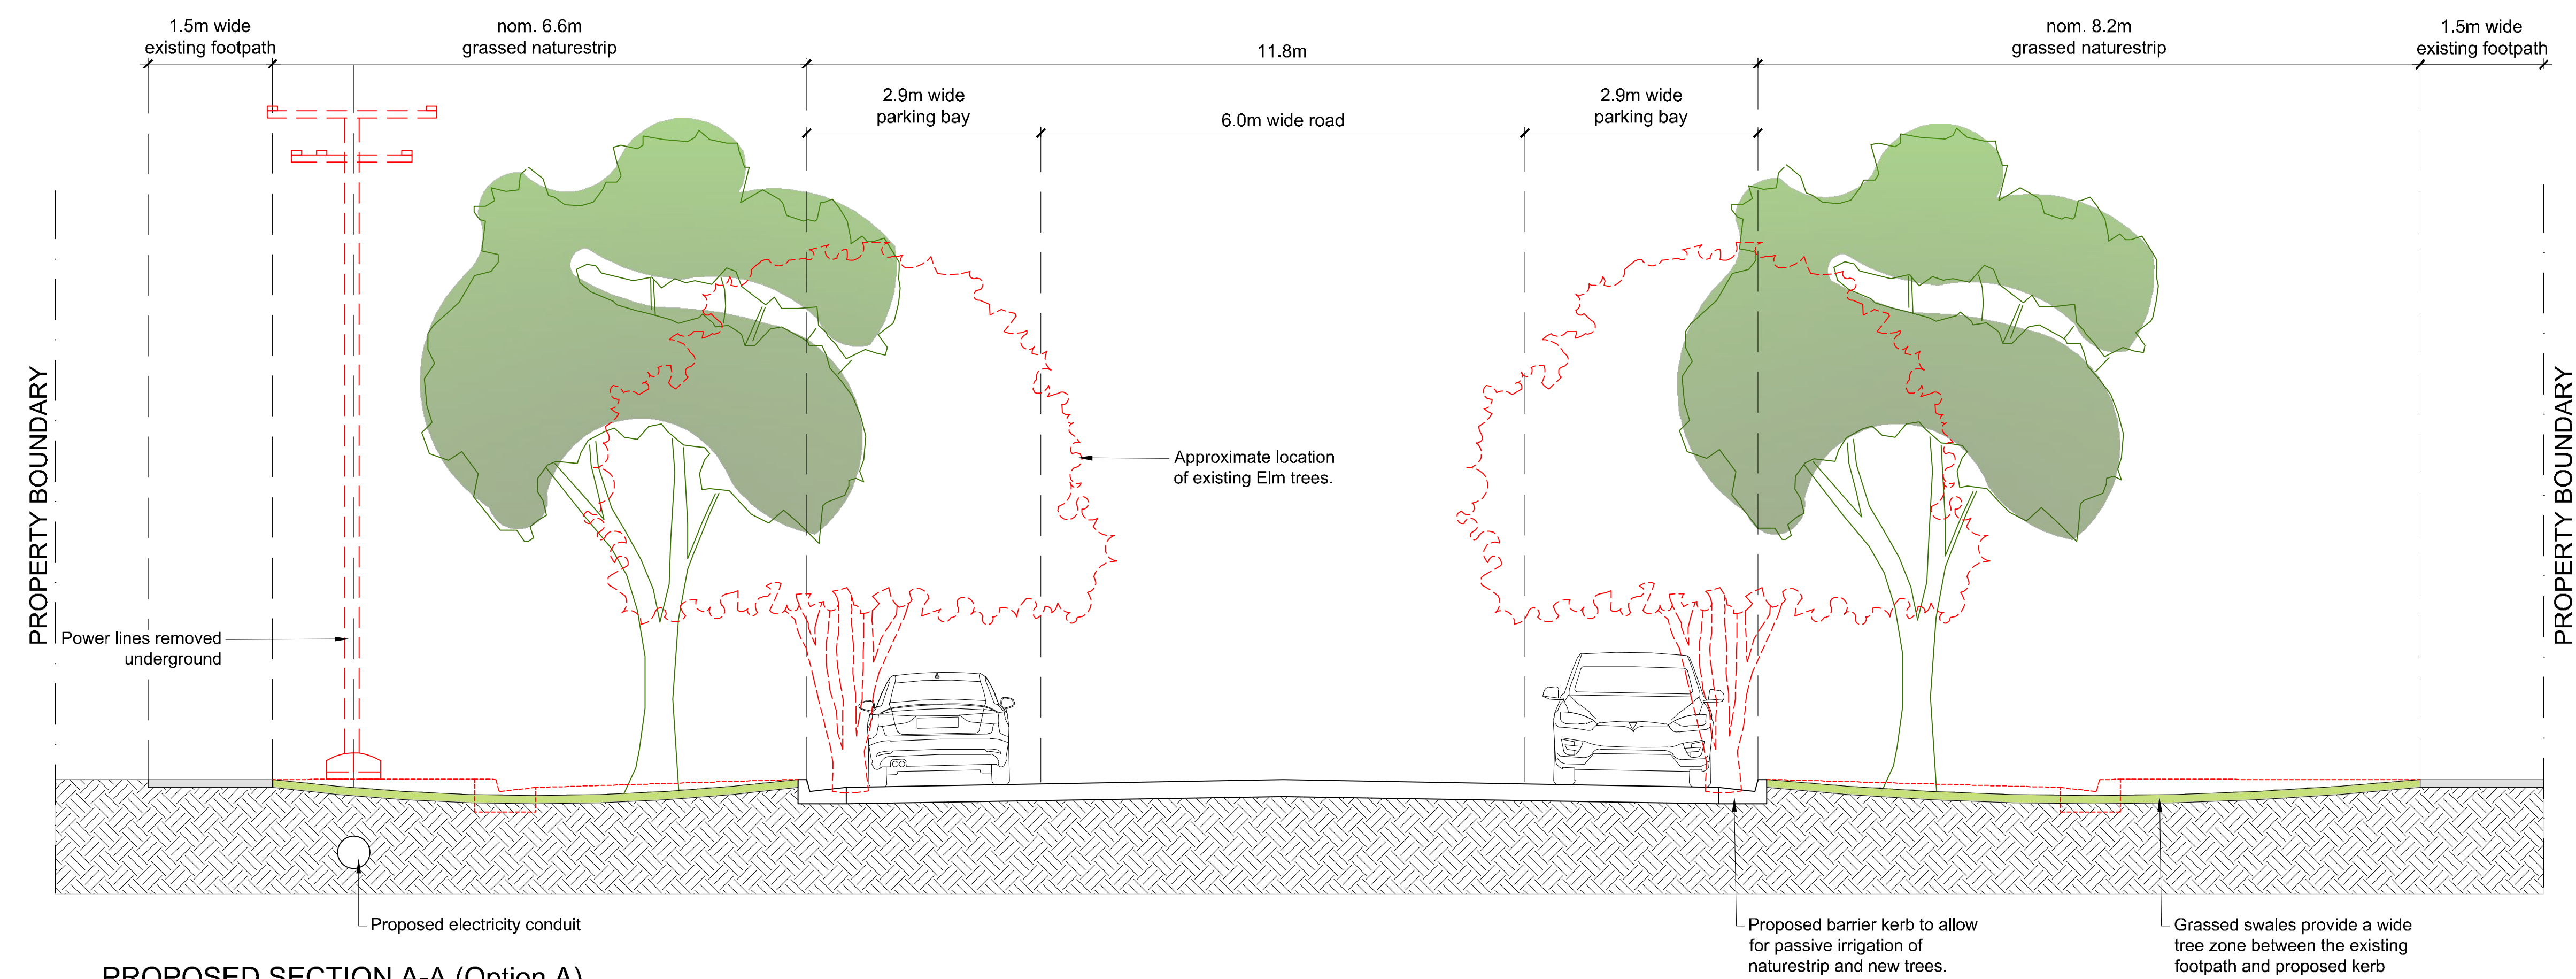 1.5m wide
existing footpath
nom. 6.6m
grassed naturestrip
11.8m
nom. 8.2m
grassed naturestrip
1.5m wide
existing footpath
2.9m wide
parking bay
6.0m wide road
2.9m wide
parking bay
PROPERTY BOUNDARY
PROPERTY BOUNDARY
Approximate location
of existing Elm trees.
Power lines removed
underground
Proposed electricity conduit
Proposed barrier kerb to allow
for passive irrigation of
naturestrip and new trees.
Grassed swales provide a wide
tree zone between the existing
footpath and proposed kerb
PROPOSED SECTION A-A (Option A)